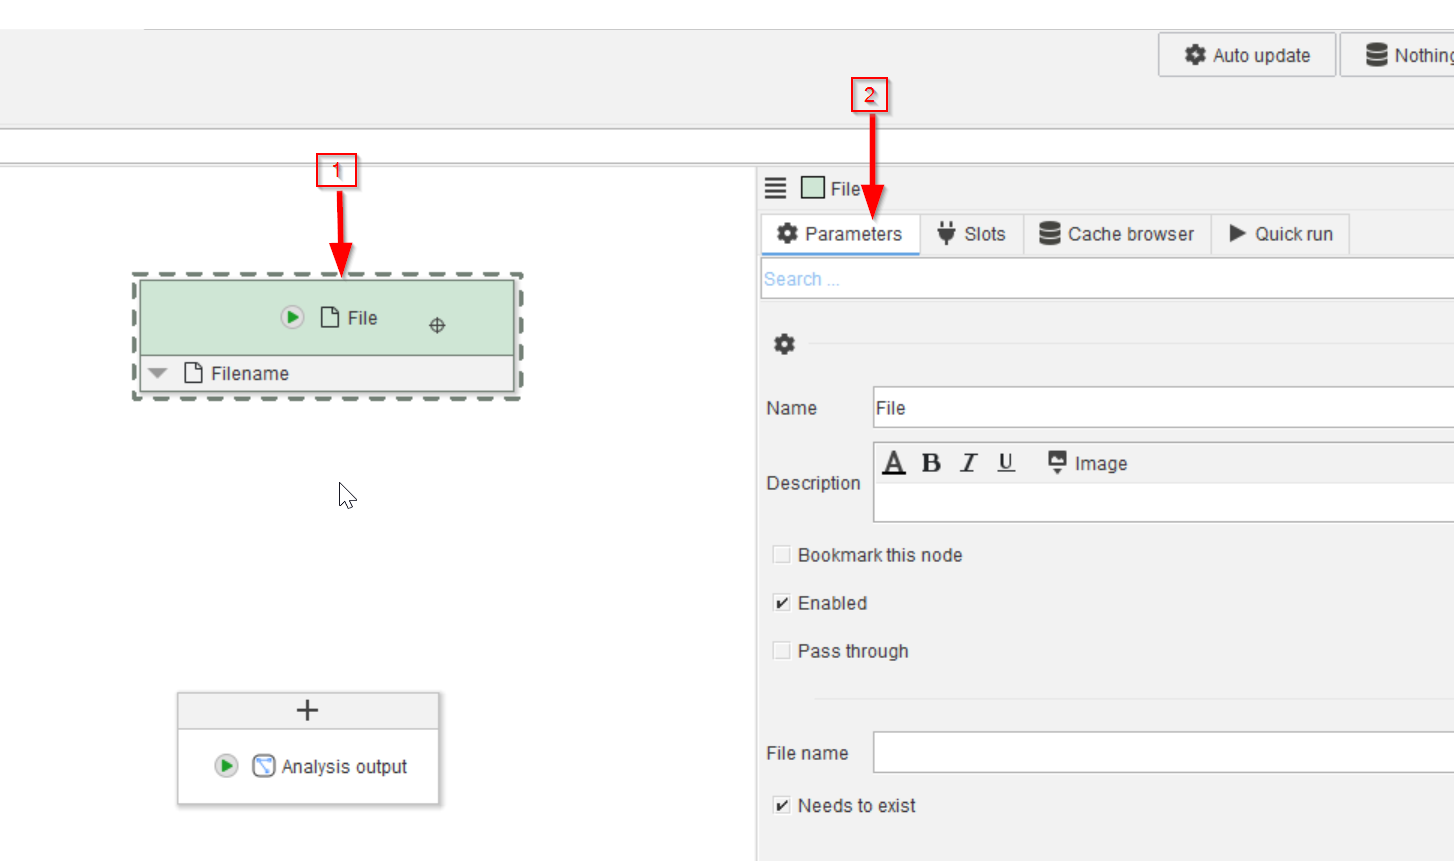 Auto update
Nothing
2
1
File
Parameters
Slots
Cache browser
Quick run
Search ...
File
Filename
Name
File
A B I U Image
Description
Bookmark this node
Enabled
Pass through
+
Analysis output
File name
Needs to exist